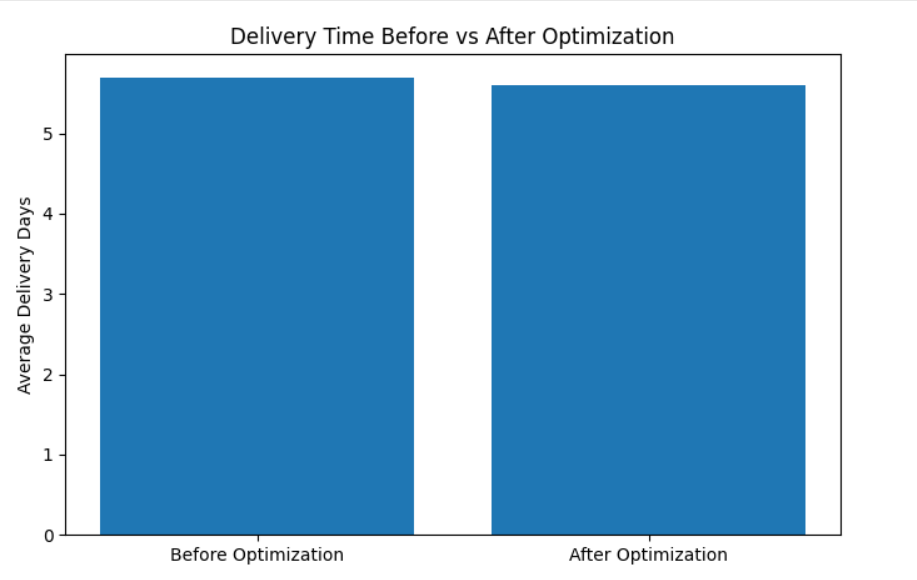 Delivery Time Before vs After Optimization
Average Delivery Days
5
4
3
2
1
0
Before Optimization
After Optimization